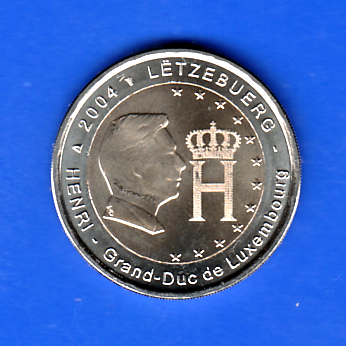 2004 LËTZEBUERG -
HENRI - Grand-Duc de Luxembourg
H